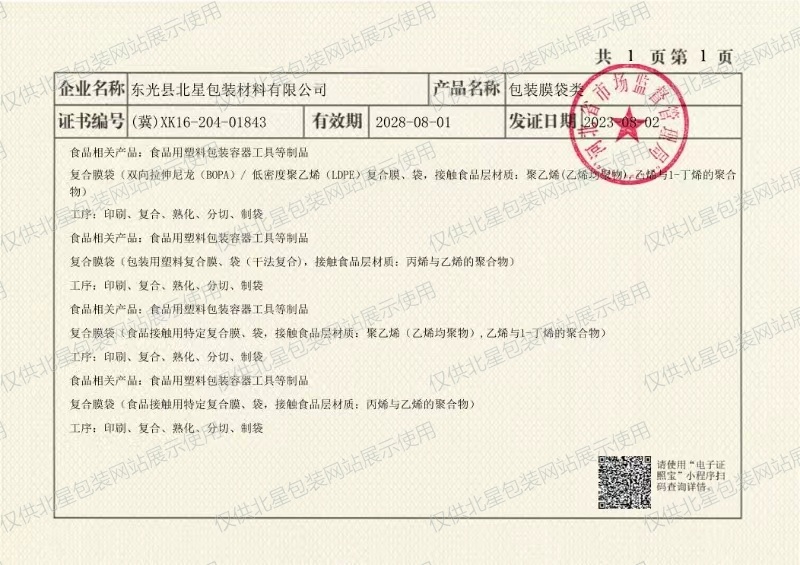 共 1 页 第 1 页
企业名称 东光县北星包装材料有限公司 产品名称 包装膜袋类
证书编号 (冀)XK16-204-01843 有效期 2028-08-01 发证日期 2023-08-02
河北省市场监督管理局
食品相关产品：食品用塑料包装容器工具等制品
复合膜袋（双向拉伸尼龙（BOPA）/ 低密度聚乙烯（LDPE）复合膜、袋，接触食品层材质：聚乙烯(乙烯均聚物),乙烯与1-丁烯的聚合
物）
工序：印刷、复合、熟化、分切、制袋
食品相关产品：食品用塑料包装容器工具等制品
复合膜袋（包装用塑料复合膜、袋（干法复合），接触食品层材质：丙烯与乙烯的聚合物）
工序：印刷、复合、熟化、分切、制袋
食品相关产品：食品用塑料包装容器工具等制品
复合膜袋（食品接触用特定复合膜、袋，接触食品层材质：聚乙烯（乙烯均聚物）,乙烯与1-丁烯的聚合物）
工序：印刷、复合、熟化、分切、制袋
食品相关产品：食品用塑料包装容器工具等制品
复合膜袋（食品接触用特定复合膜、袋，接触食品层材质：丙烯与乙烯的聚合物）
工序：印刷、复合、熟化、分切、制袋
请使用“电子证
照宝”小程序扫
码查询详情。
仅供北星包装网站展示使用